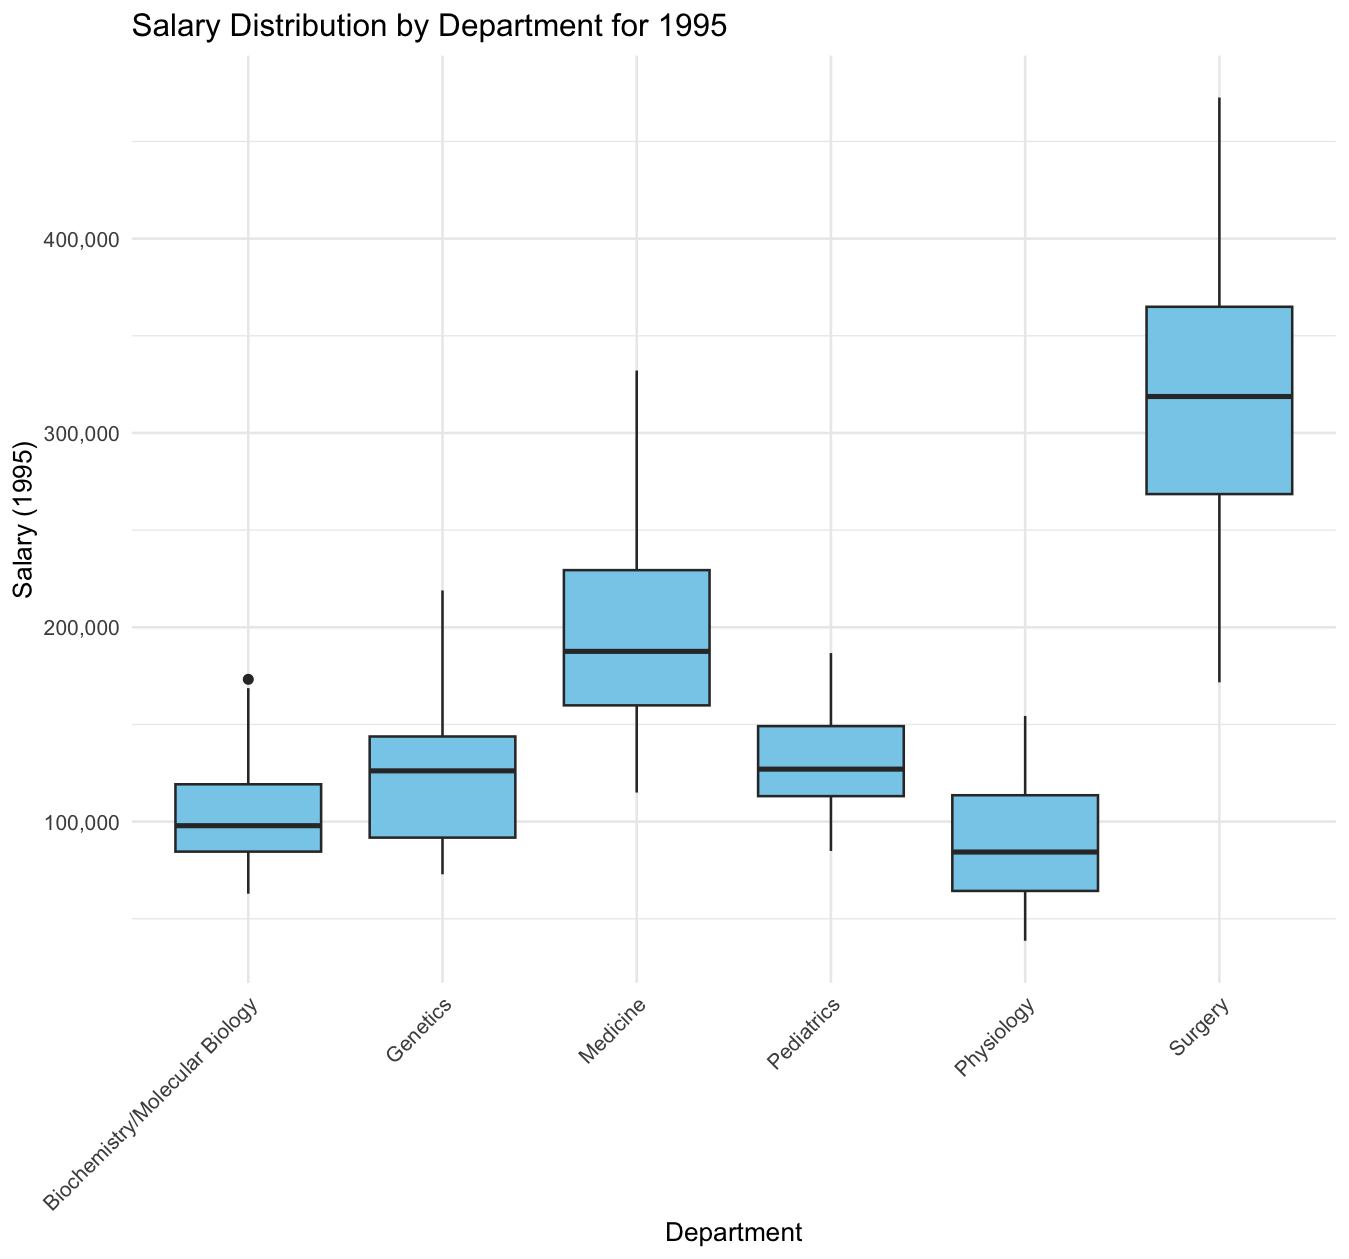 Salary Distribution by Department for 1995
Salary (1995)
400,000
300,000
200,000
100,000
Biochemistry/Molecular Biology
Genetics
Medicine
Pediatrics
Physiology
Surgery
Department